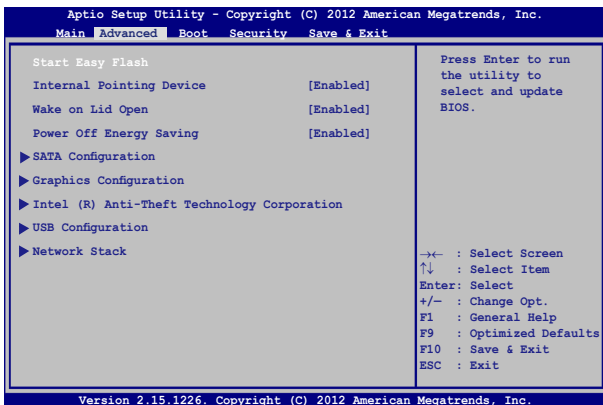 Aptio Setup Utility - Copyright (C) 2012 American Megatrends, Inc.
Main Advanced Boot Security Save & Exit
Start Easy Flash
Internal Pointing Device [Enabled]
Wake on Lid Open [Enabled]
Power Off Energy Saving [Enabled]
▶ SATA Configuration
▶ Graphics Configuration
▶ Intel (R) Anti-Theft Technology Corporation
▶ USB Configuration
▶ Network Stack
Press Enter to run
the utility to
select and update
BIOS.
→← : Select Screen
↑↓ : Select Item
Enter: Select
+/— : Change Opt.
F1 : General Help
F9 : Optimized Defaults
F10 : Save & Exit
ESC : Exit
Version 2.15.1226. Copyright (C) 2012 American Megatrends, Inc.